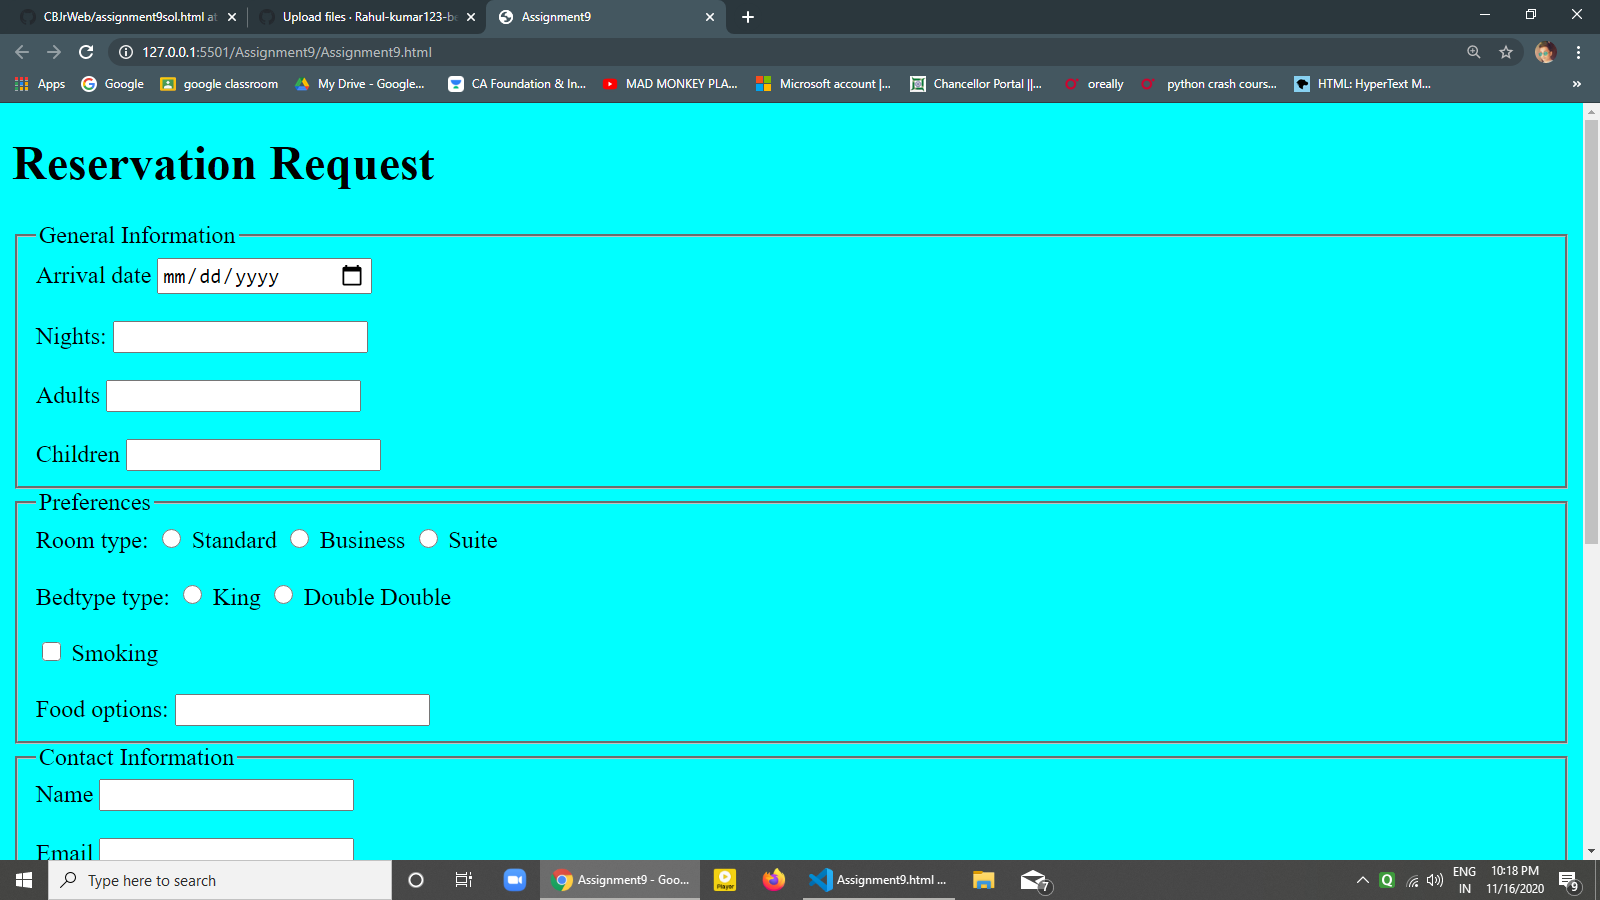 CBJrWeb/assignment9sol.html at
Upload files · Rahul-kumar123-be
Assignment9
127.0.0.1:5501/Assignment9/Assignment9.html
Apps
Google
google classroom
My Drive - Google...
CA Foundation & In...
MAD MONKEY PLA...
Microsoft account |...
Chancellor Portal ||...
oreally
python crash cours...
HTML: HyperText M...
»
Reservation Request
General Information
Arrival date mm/dd/yyyy
Nights:
Adults
Children
Preferences
Room type: Standard Business Suite
Bedtype type: King Double Double
Smoking
Food options:
Contact Information
Name
Email
Type here to search
Assignment9 - Goo...
Player
Assignment9.html ...
7
Q
ENG
IN
10:18 PM
11/16/2020
9